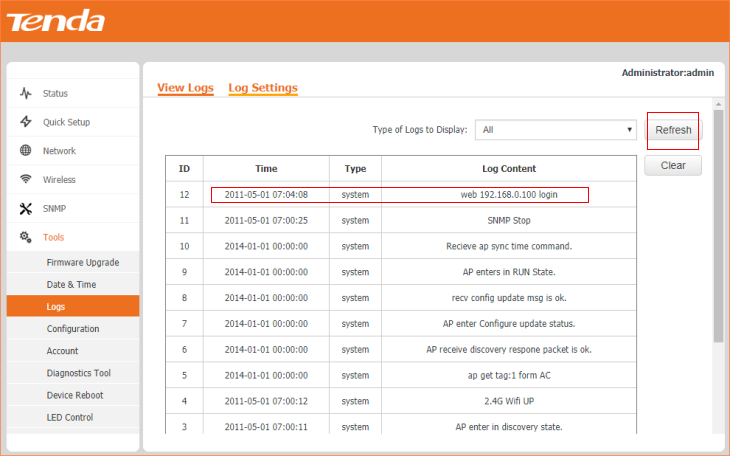 Tenda
Administrator:admin
Status
Quick Setup
Network
Wireless
SNMP
Tools
Firmware Upgrade
Date & Time
Logs
Configuration
Account
Diagnostics Tool
Device Reboot
LED Control
View Logs Log Settings
Type of Logs to Display: All Refresh
Clear
ID Time Type Log Content
12 2011-05-01 07:04:08 system web 192.168.0.100 login
11 2011-05-01 07:00:25 system SNMP Stop
10 2014-01-01 00:00:00 system Recieve ap sync time command.
9 2014-01-01 00:00:00 system AP enters in RUN State.
8 2014-01-01 00:00:00 system recv config update msg is ok.
7 2014-01-01 00:00:00 system AP enter Configure update status.
6 2014-01-01 00:00:00 system AP receive discovery respone packet is ok.
5 2014-01-01 00:00:00 system ap get tag:1 form AC
4 2011-05-01 07:00:12 system 2.4G Wifi UP
3 2011-05-01 07:00:11 system AP enter in discovery state.